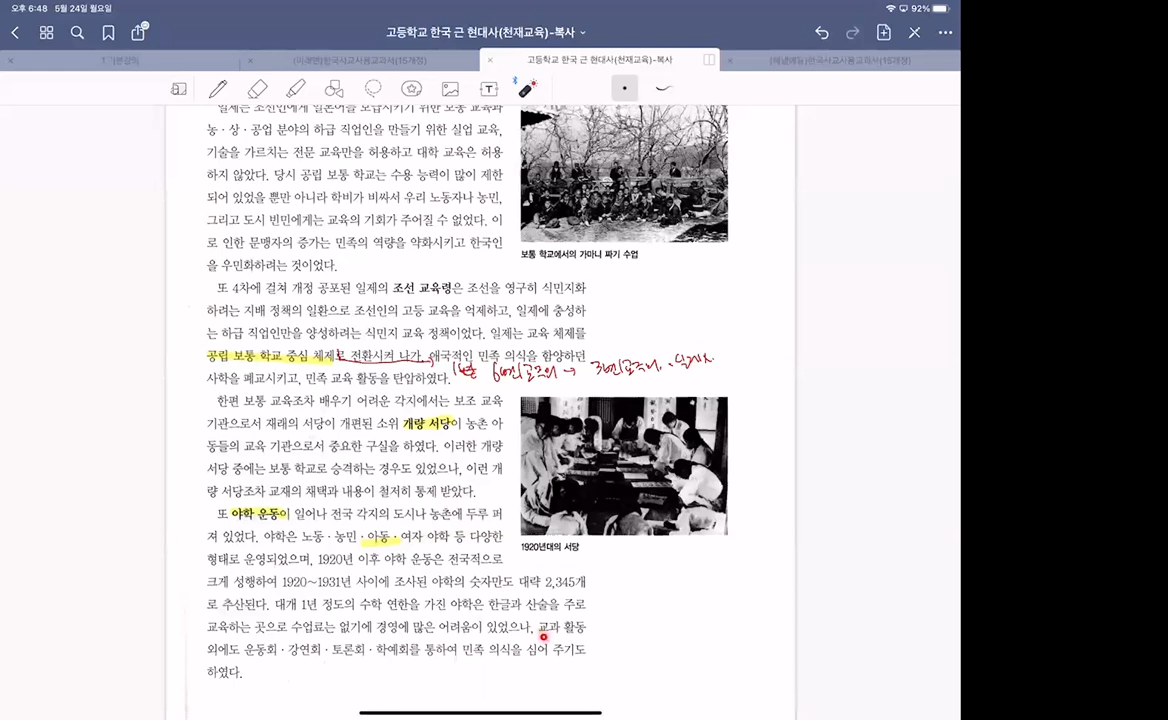 오후 6:48 5월 24일 월요일
92%
고등학교 한국 근 현대사(천재교육)-복사
고등학교 한국 근 현대사(천재교육)-복사
일제는 조선인에게 일본어를 보급시키기 위한 보통 교육과
농·상·공업 분야의 하급 직업인을 만들기 위한 실업 교육,
기술을 가르치는 전문 교육만을 허용하고 대학 교육은 허용
하지 않았다. 당시 공립 보통 학교는 수용 능력이 많이 제한
되어 있었을 뿐만 아니라 학비가 비싸서 우리 노동자나 농민,
그리고 도시 빈민에게는 교육의 기회가 주어질 수 없었다. 이
로 인한 문맹자의 증가는 민족의 역량을 약화시키고 한국인
을 우민화하려는 것이었다.
보통 학교에서의 가마니 짜기 수업
또 4차에 걸쳐 개정 공포된 일제의 조선 교육령은 조선을 영구히 식민지화
하려는 지배 정책의 일환으로 조선인의 고등 교육을 억제하고, 일제에 충성하
는 하급 직업인만을 양성하려는 식민지 교육 정책이었다. 일제는 교육 체제를
공립 보통 학교 중심 체제로 전환시켜 나가, 애국적인 민족 의식을 함양하던
사학을 폐교시키고, 민족 교육 활동을 탄압하였다.
한편 보통 교육조차 배우기 어려운 각지에서는 보조 교육
기관으로서 재래의 서당이 개편된 소위 개량 서당이 농촌 아
동들의 교육 기관으로서 중요한 구실을 하였다. 이러한 개량
서당 중에는 보통 학교로 승격하는 경우도 있었으나, 이런 개
량 서당조차 교재의 채택과 내용이 철저히 통제 받았다.
또 야학 운동이 일어나 전국 각지의 도시나 농촌에 두루 퍼
져 있었다. 야학은 노동·농민·아동·여자 야학 등 다양한
형태로 운영되었으며, 1920년 이후 야학 운동은 전국적으로
1920년대의 서당
크게 성행하여 1920~1931년 사이에 조사된 야학의 숫자만도 대략 2,345개
로 추산된다. 대개 1년 정도의 수학 연한을 가진 야학은 한글과 산술을 주로
교육하는 곳으로 수업료는 없기에 경영에 많은 어려움이 있었으나, 교과 활동
외에도 운동회·강연회·토론회·학예회를 통하여 민족 의식을 심어 주기도
하였다.